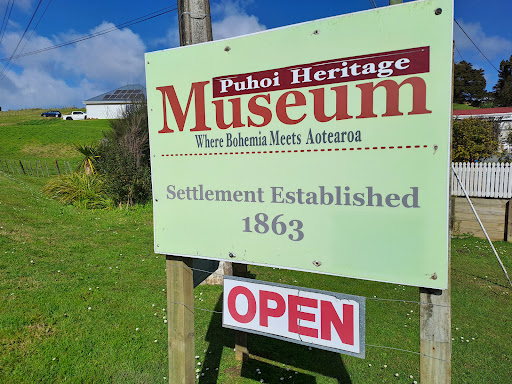 Puhoi Heritage
Museum
Where Bohemia Meets Aotearoa
Settlement Established
1863
OPEN